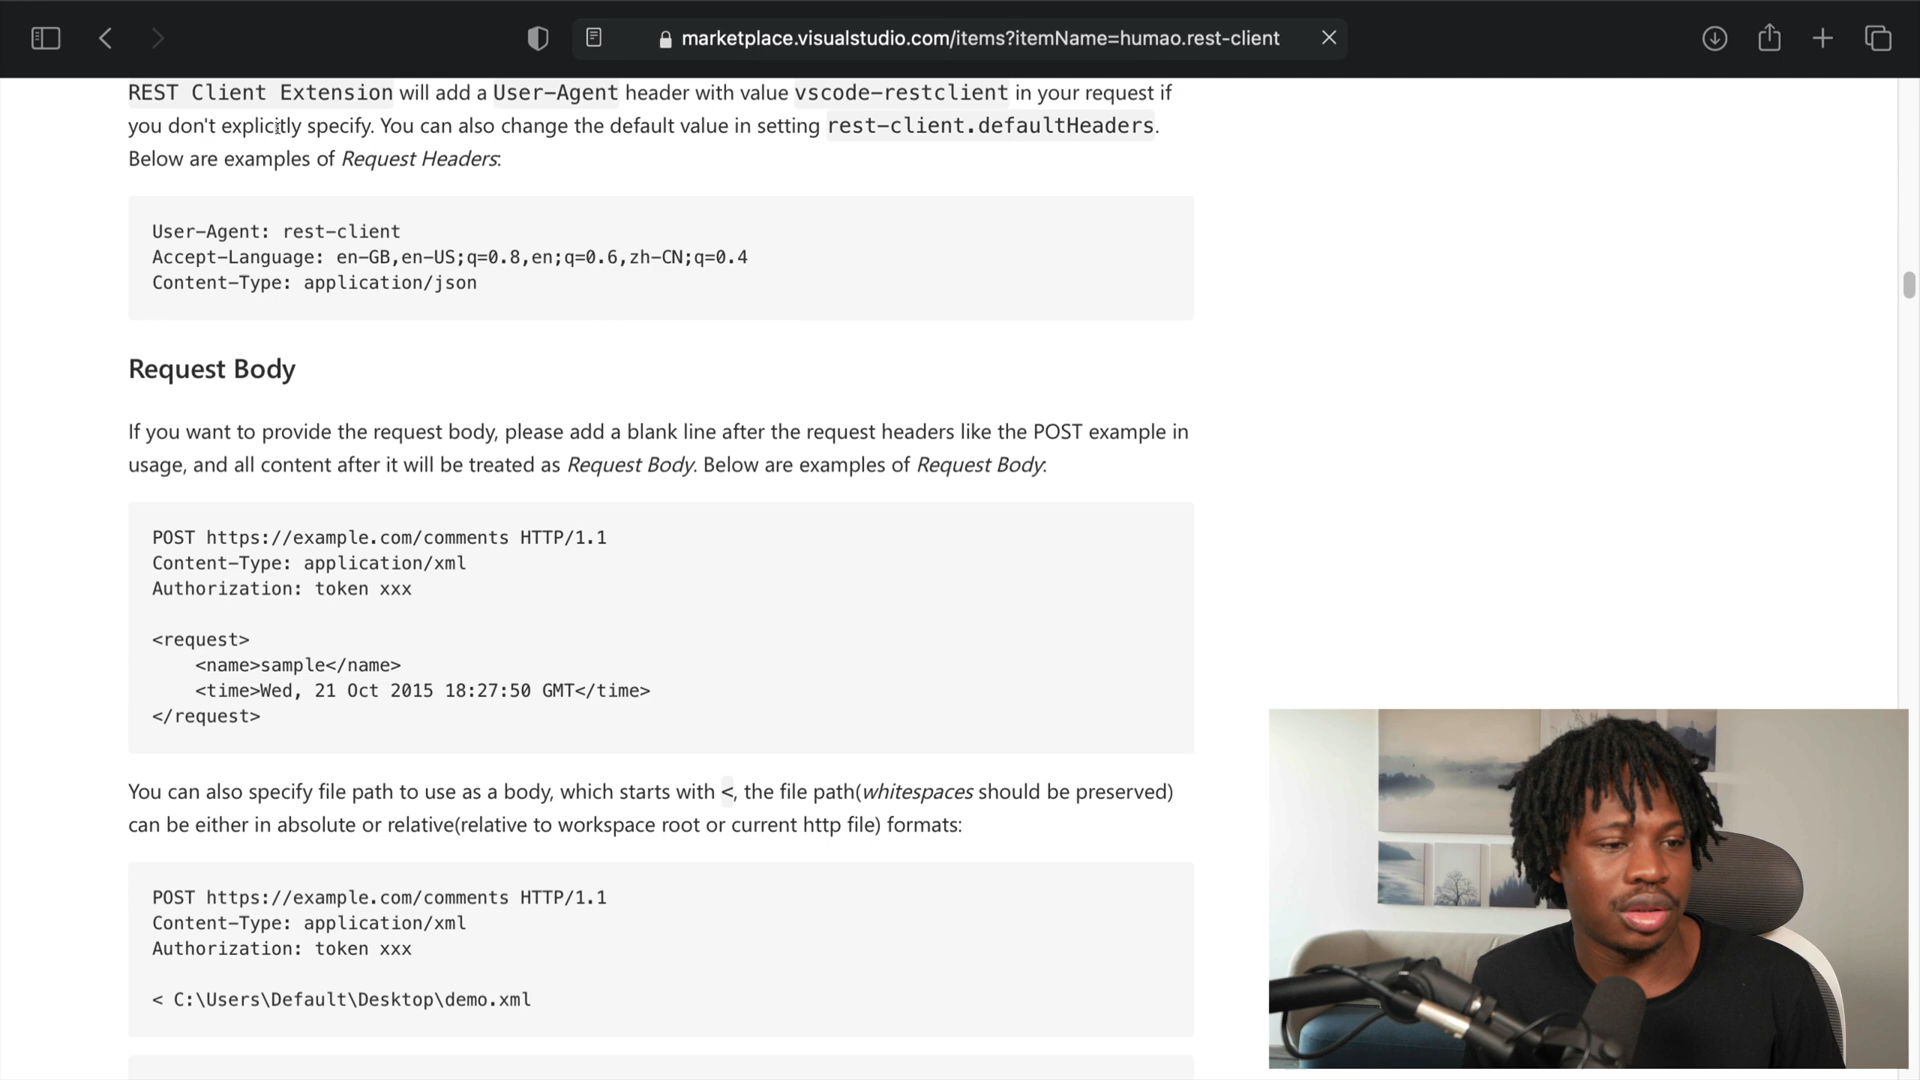 marketplace.visualstudio.com/items?itemName=humao.rest-client
REST Client Extension will add a User-Agent header with value vscode-restclient in your request if
you don't explicitly specify. You can also change the default value in setting rest-client.defaultHeaders.
Below are examples of Request Headers:
User-Agent: rest-client
Accept-Language: en-GB,en-US;q=0.8,en;q=0.6,zh-CN;q=0.4
Content-Type: application/json
Request Body
If you want to provide the request body, please add a blank line after the request headers like the POST example in
usage, and all content after it will be treated as Request Body. Below are examples of Request Body:
POST https://example.com/comments HTTP/1.1
Content-Type: application/xml
Authorization: token xxx
<request>
    <name>sample</name>
    <time>Wed, 21 Oct 2015 18:27:50 GMT</time>
</request>
You can also specify file path to use as a body, which starts with <, the file path(whitespaces should be preserved)
can be either in absolute or relative(relative to workspace root or current http file) formats:
POST https://example.com/comments HTTP/1.1
Content-Type: application/xml
Authorization: token xxx
< C:\Users\Default\Desktop\demo.xml